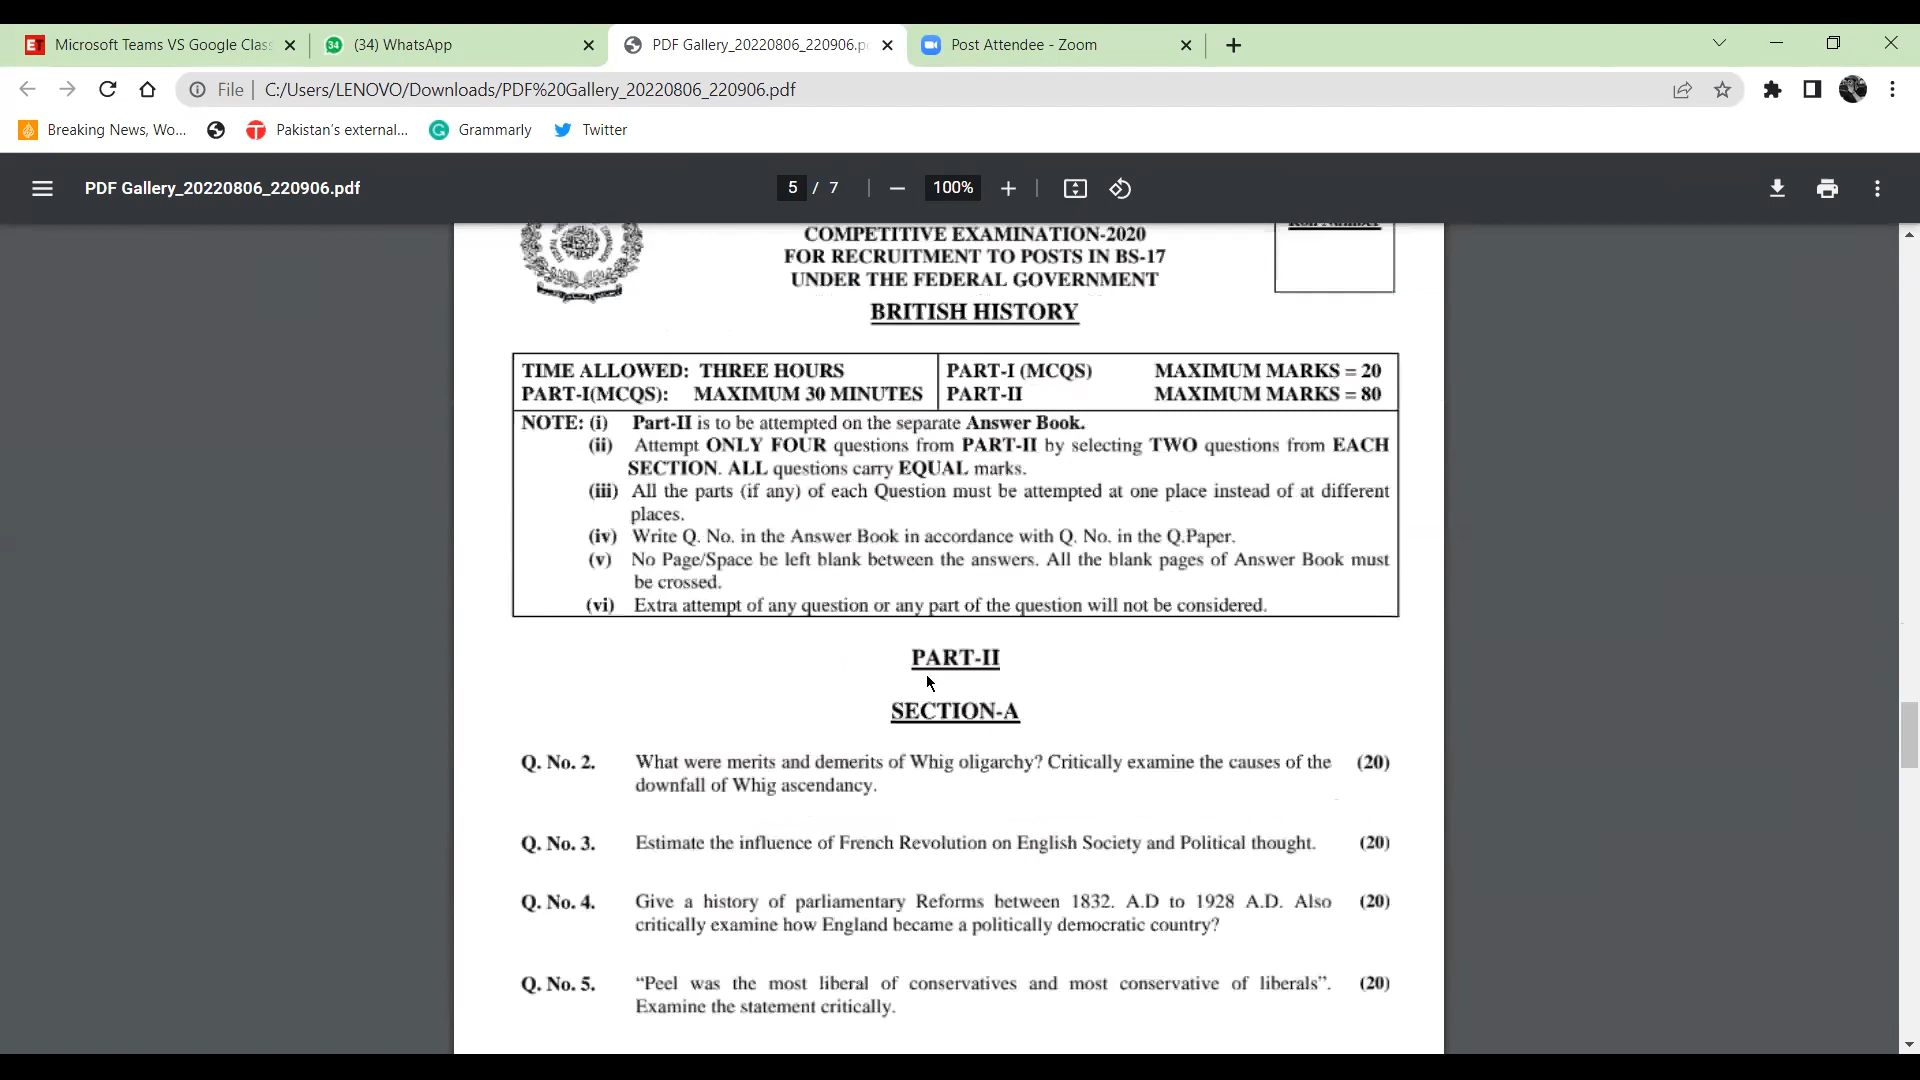 Microsoft Teams VS Google Clas
(34) WhatsApp
PDF Gallery_20220806_220906.p
Post Attendee - Zoom
File | C:/Users/LENOVO/Downloads/PDF%20Gallery_20220806_220906.pdf
Breaking News, Wo... Pakistan's external... Grammarly Twitter
PDF Gallery_20220806_220906.pdf 5 / 7 100%
COMPETITIVE EXAMINATION-2020
FOR RECRUITMENT TO POSTS IN BS-17
UNDER THE FEDERAL GOVERNMENT
BRITISH HISTORY
TIME ALLOWED: THREE HOURS PART-I (MCQS) MAXIMUM MARKS = 20
PART-I(MCQS): MAXIMUM 30 MINUTES PART-II MAXIMUM MARKS = 80
NOTE: (i) Part-II is to be attempted on the separate Answer Book.
(ii) Attempt ONLY FOUR questions from PART-II by selecting TWO questions from EACH
SECTION. ALL questions carry EQUAL marks.
(iii) All the parts (if any) of each Question must be attempted at one place instead of at different
places.
(iv) Write Q. No. in the Answer Book in accordance with Q. No. in the Q.Paper.
(v) No Page/Space be left blank between the answers. All the blank pages of Answer Book must
be crossed.
(vi) Extra attempt of any question or any part of the question will not be considered.
PART-II
SECTION-A
Q. No. 2. What were merits and demerits of Whig oligarchy? Critically examine the causes of the (20)
downfall of Whig ascendancy.
Q. No. 3. Estimate the influence of French Revolution on English Society and Political thought. (20)
Q. No. 4. Give a history of parliamentary Reforms between 1832. A.D to 1928 A.D. Also (20)
critically examine how England became a politically democratic country?
Q. No. 5. “Peel was the most liberal of conservatives and most conservative of liberals”. (20)
Examine the statement critically.